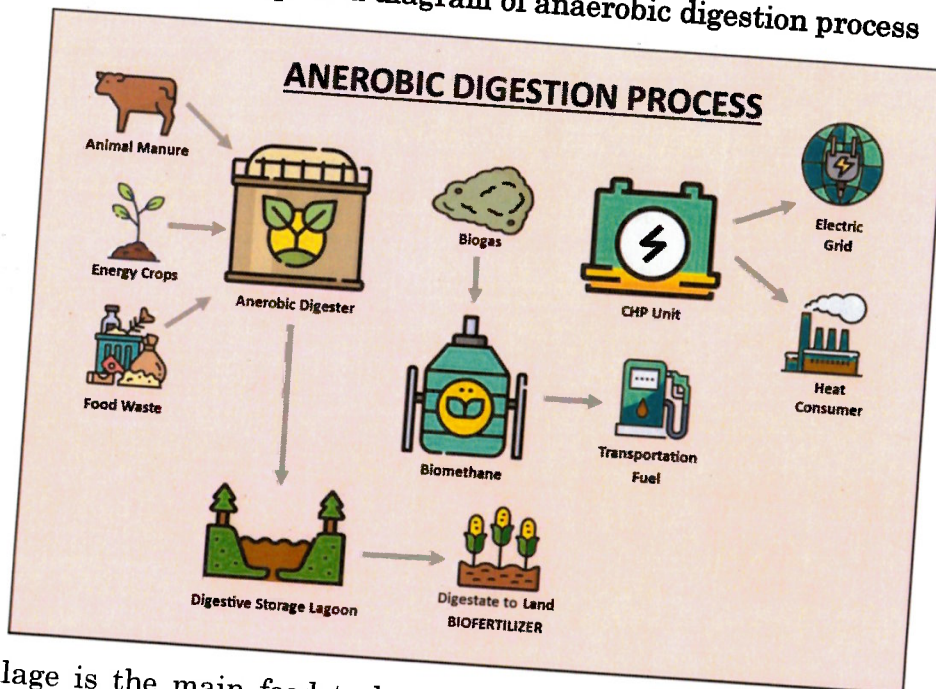 diagram of anaerobic digestion process
ANEROBIC DIGESTION PROCESS
Animal Manure
Energy Crops
Food Waste
Anerobic Digester
Biogas
Biomethane
CHP Unit
Electric
Grid
Heat
Consumer
Transportation
Fuel
Digestive Storage Lagoon
Digestate to Land
BIOFERTILIZER
lage is the main